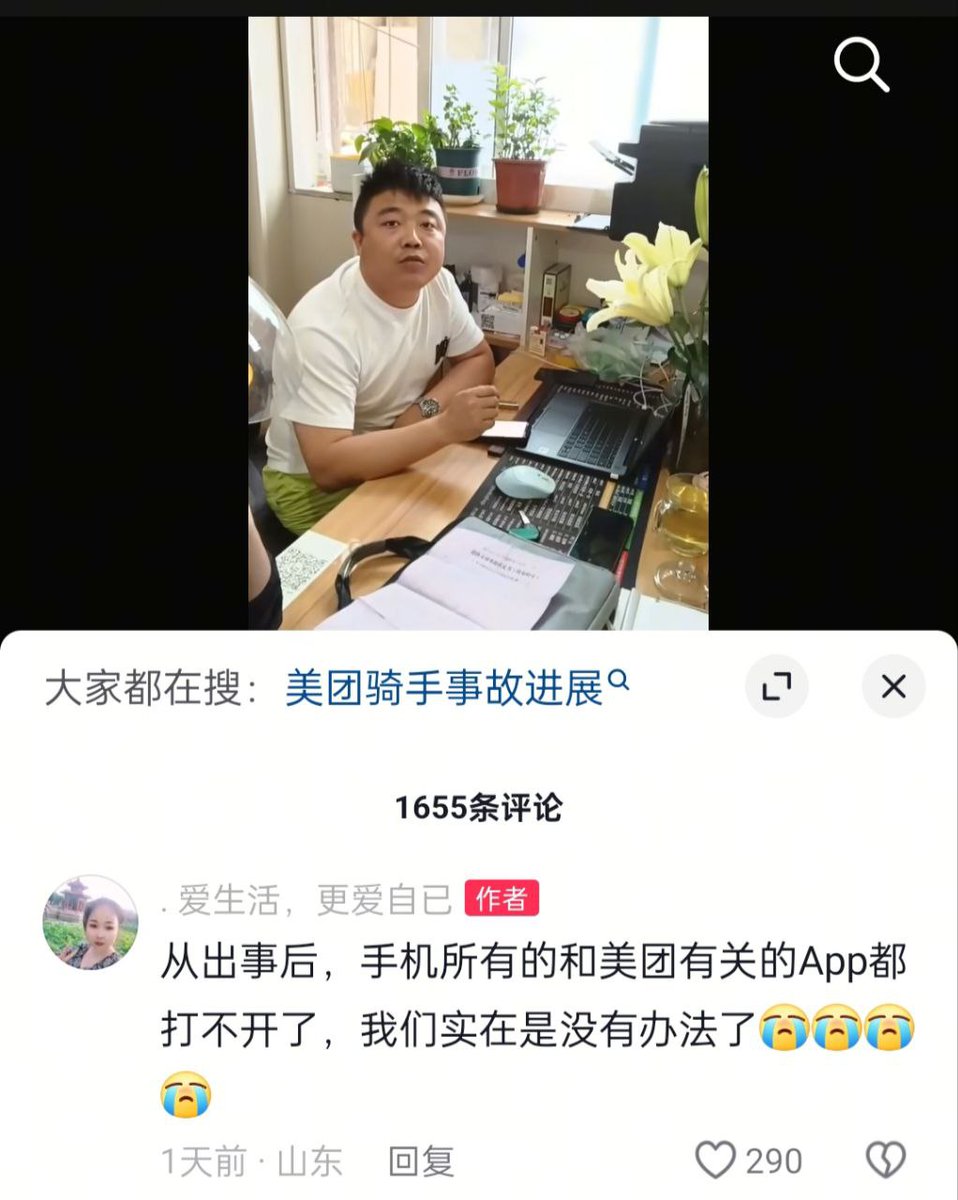 FLO
大家都在搜：美团骑手事故进展
1655条评论
. 爱生活，更爱自已 作者
从出事后，手机所有的和美团有关的App都
打不开了，我们实在是没有办法了😭😭😭
😭
1天前 · 山东 回复 290